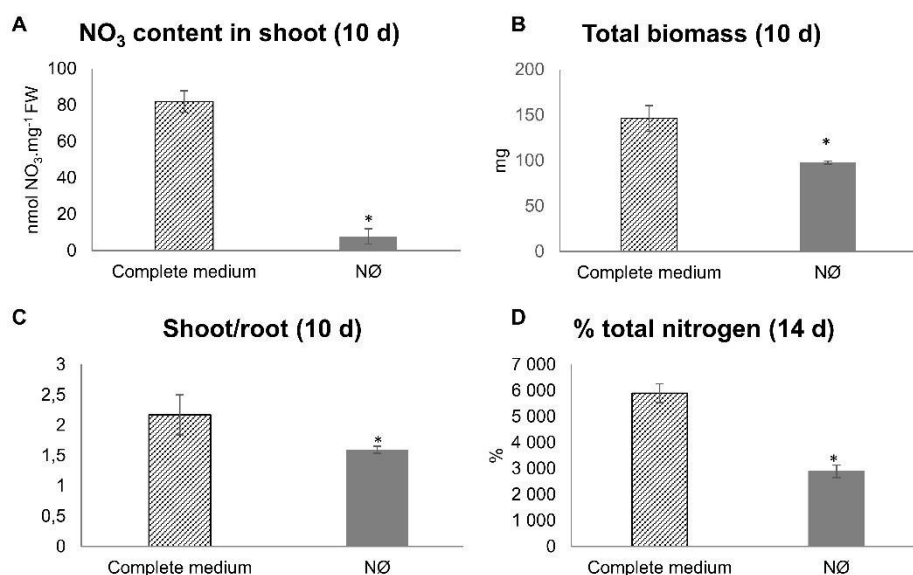 A
NO₃ content in shoot (10 d)
nmol NO₃.mg⁻¹ FW
100
80
60
40
20
0
*
Complete medium
NØ
B
Total biomass (10 d)
mg
200
150
100
50
0
*
Complete medium
NØ
C
Shoot/root (10 d)
3
2,5
2
1,5
1
0,5
0
*
Complete medium
NØ
D
% total nitrogen (14 d)
%
7 000
6 000
5 000
4 000
3 000
2 000
1 000
0
*
Complete medium
NØ